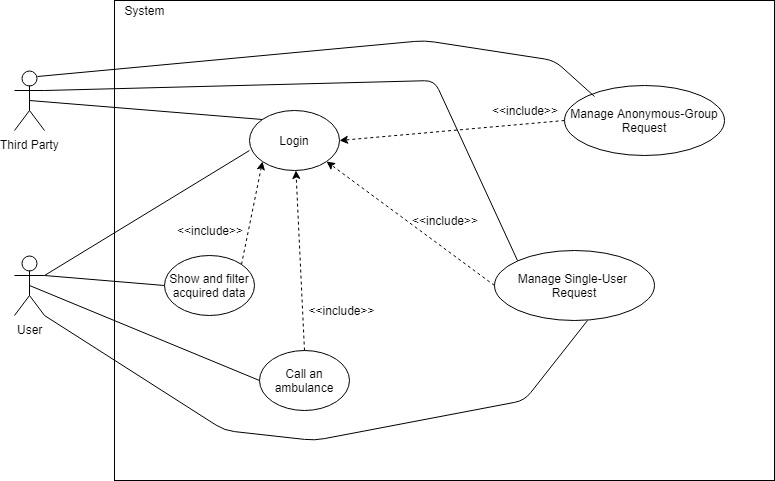 System
Third Party
Login
<<include>>
Manage Anonymous-Group
Request
<<include>>
<<include>>
Show and filter
acquired data
Manage Single-User
Request
User
<<include>>
Call an
ambulance